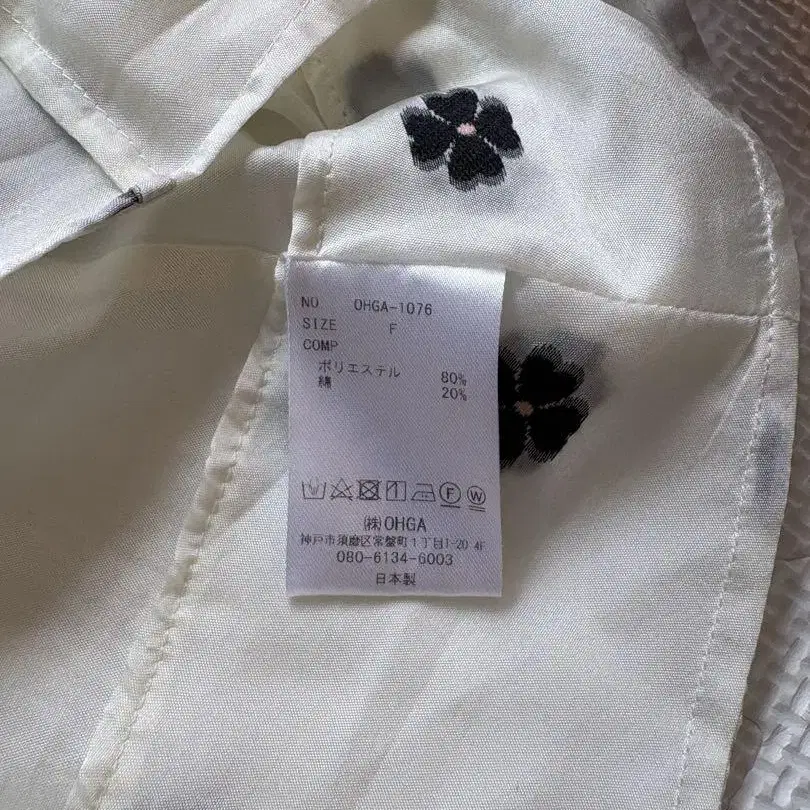 NO OHGA-1076
SIZE F
COMP
ポリエステル 80%
綿 20%
F W
㈱OHGA
神戸市須磨区常盤町1丁目1-20 4F
080-6134-6003
日本製